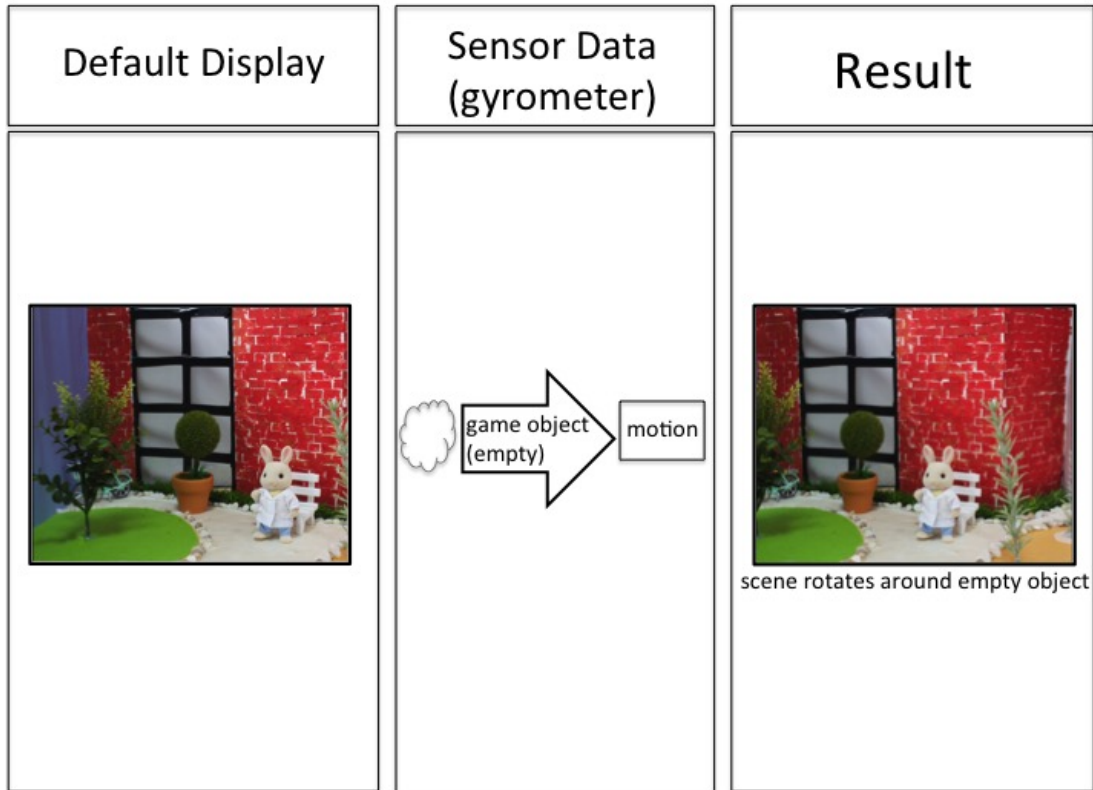 Default Display
Sensor Data
(gyrometer)
Result
game object
(empty)
motion
scene rotates around empty object